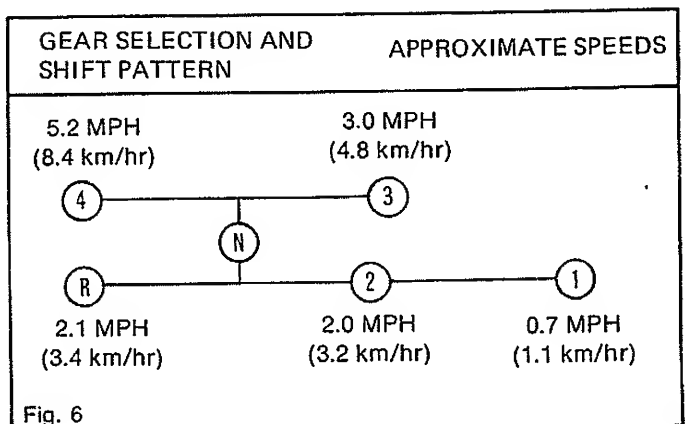 GEAR SELECTION AND SHIFT PATTERN
APPROXIMATE SPEEDS
5.2 MPH
(8.4 km/hr)
3.0 MPH
(4.8 km/hr)
4
3
N
R
2
1
2.1 MPH
(3.4 km/hr)
2.0 MPH
(3.2 km/hr)
0.7 MPH
(1.1 km/hr)
Fig. 6